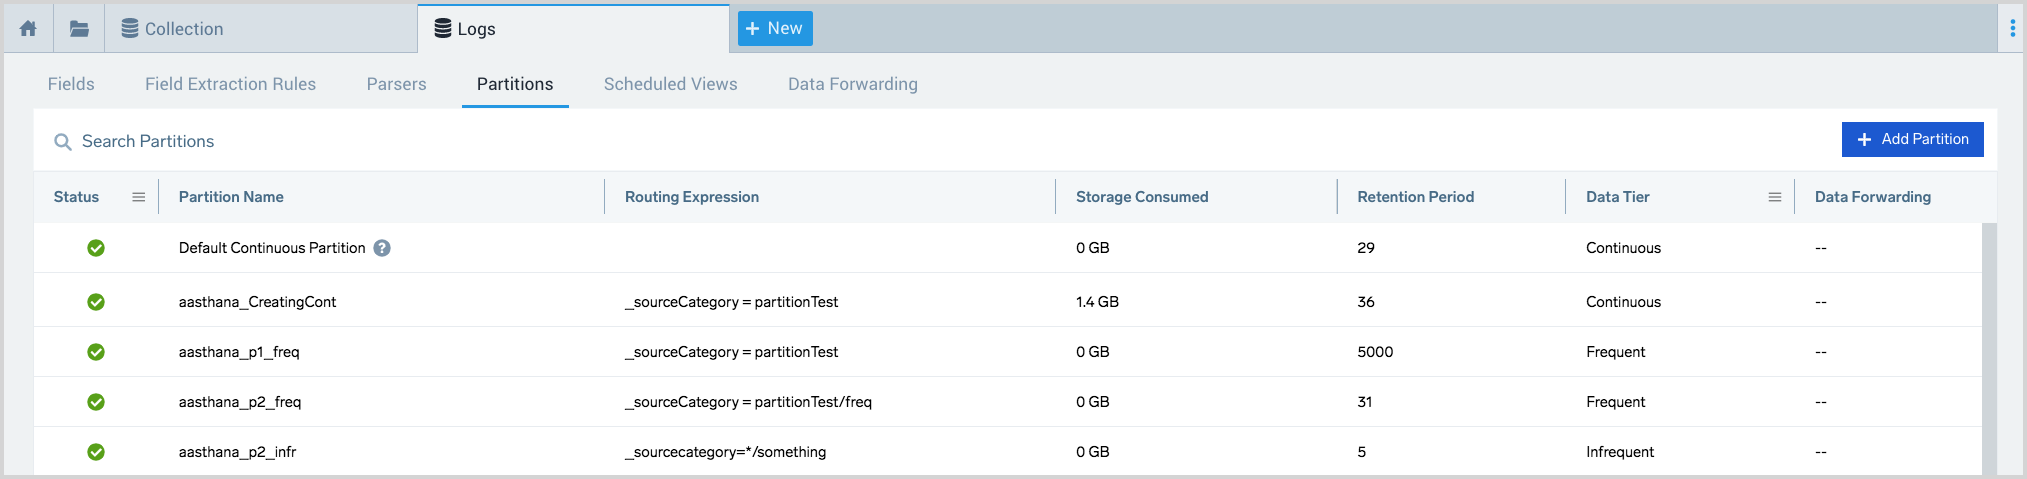 Collection Logs + New
Fields Field Extraction Rules Parsers Partitions Scheduled Views Data Forwarding
Search Partitions + Add Partition
Status Partition Name Routing Expression Storage Consumed Retention Period Data Tier Data Forwarding
Default Continuous Partition ? 0 GB 29 Continuous --
aasthana_CreatingCont _sourceCategory = partitionTest 1.4 GB 36 Continuous --
aasthana_p1_freq _sourceCategory = partitionTest 0 GB 5000 Frequent --
aasthana_p2_freq _sourceCategory = partitionTest/freq 0 GB 31 Frequent --
aasthana_p2_infr _sourcecategory=*/something 0 GB 5 Infrequent --